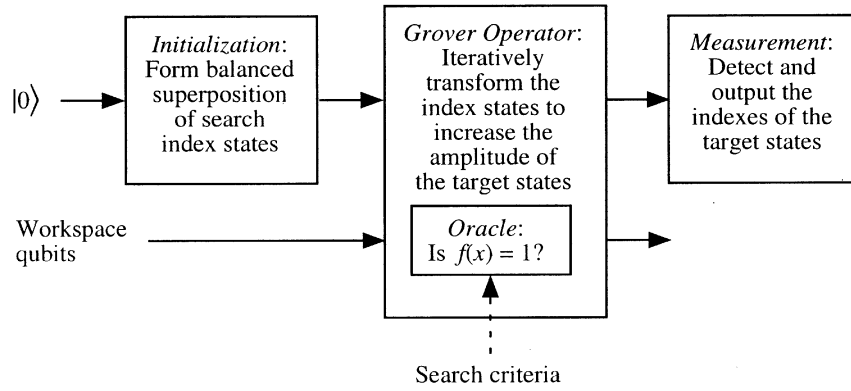 |0⟩
Initialization:
Form balanced
superposition
of search
index states
Grover Operator:
Iteratively
transform the
index states to
increase the
amplitude of
the target states
Measurement:
Detect and
output the
indexes of the
target states
Workspace
qubits
Oracle:
Is f(x) = 1?
Search criteria